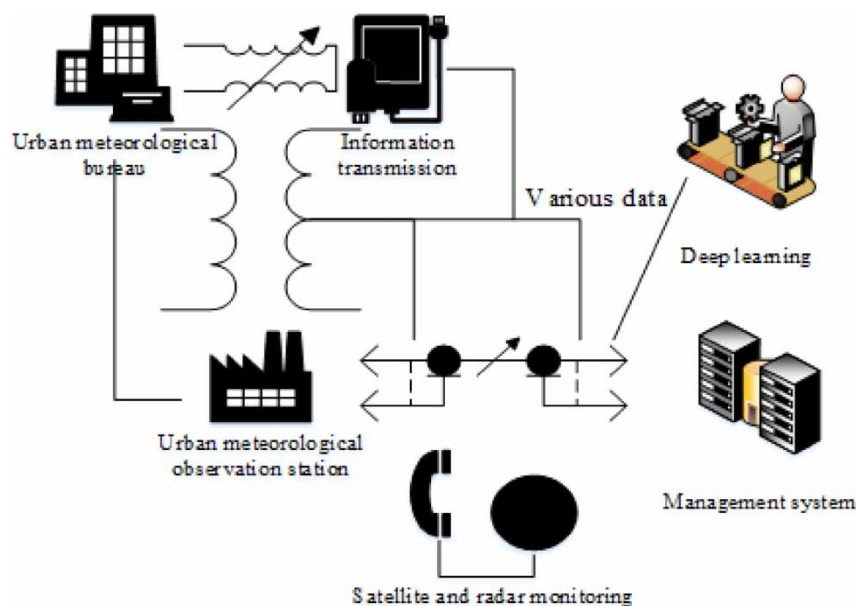 Urban meteorological
bureau
Information
transmission
Various data
Deep learning
Urban meteorological
observation station
Management system
Satellite and radar monitoring